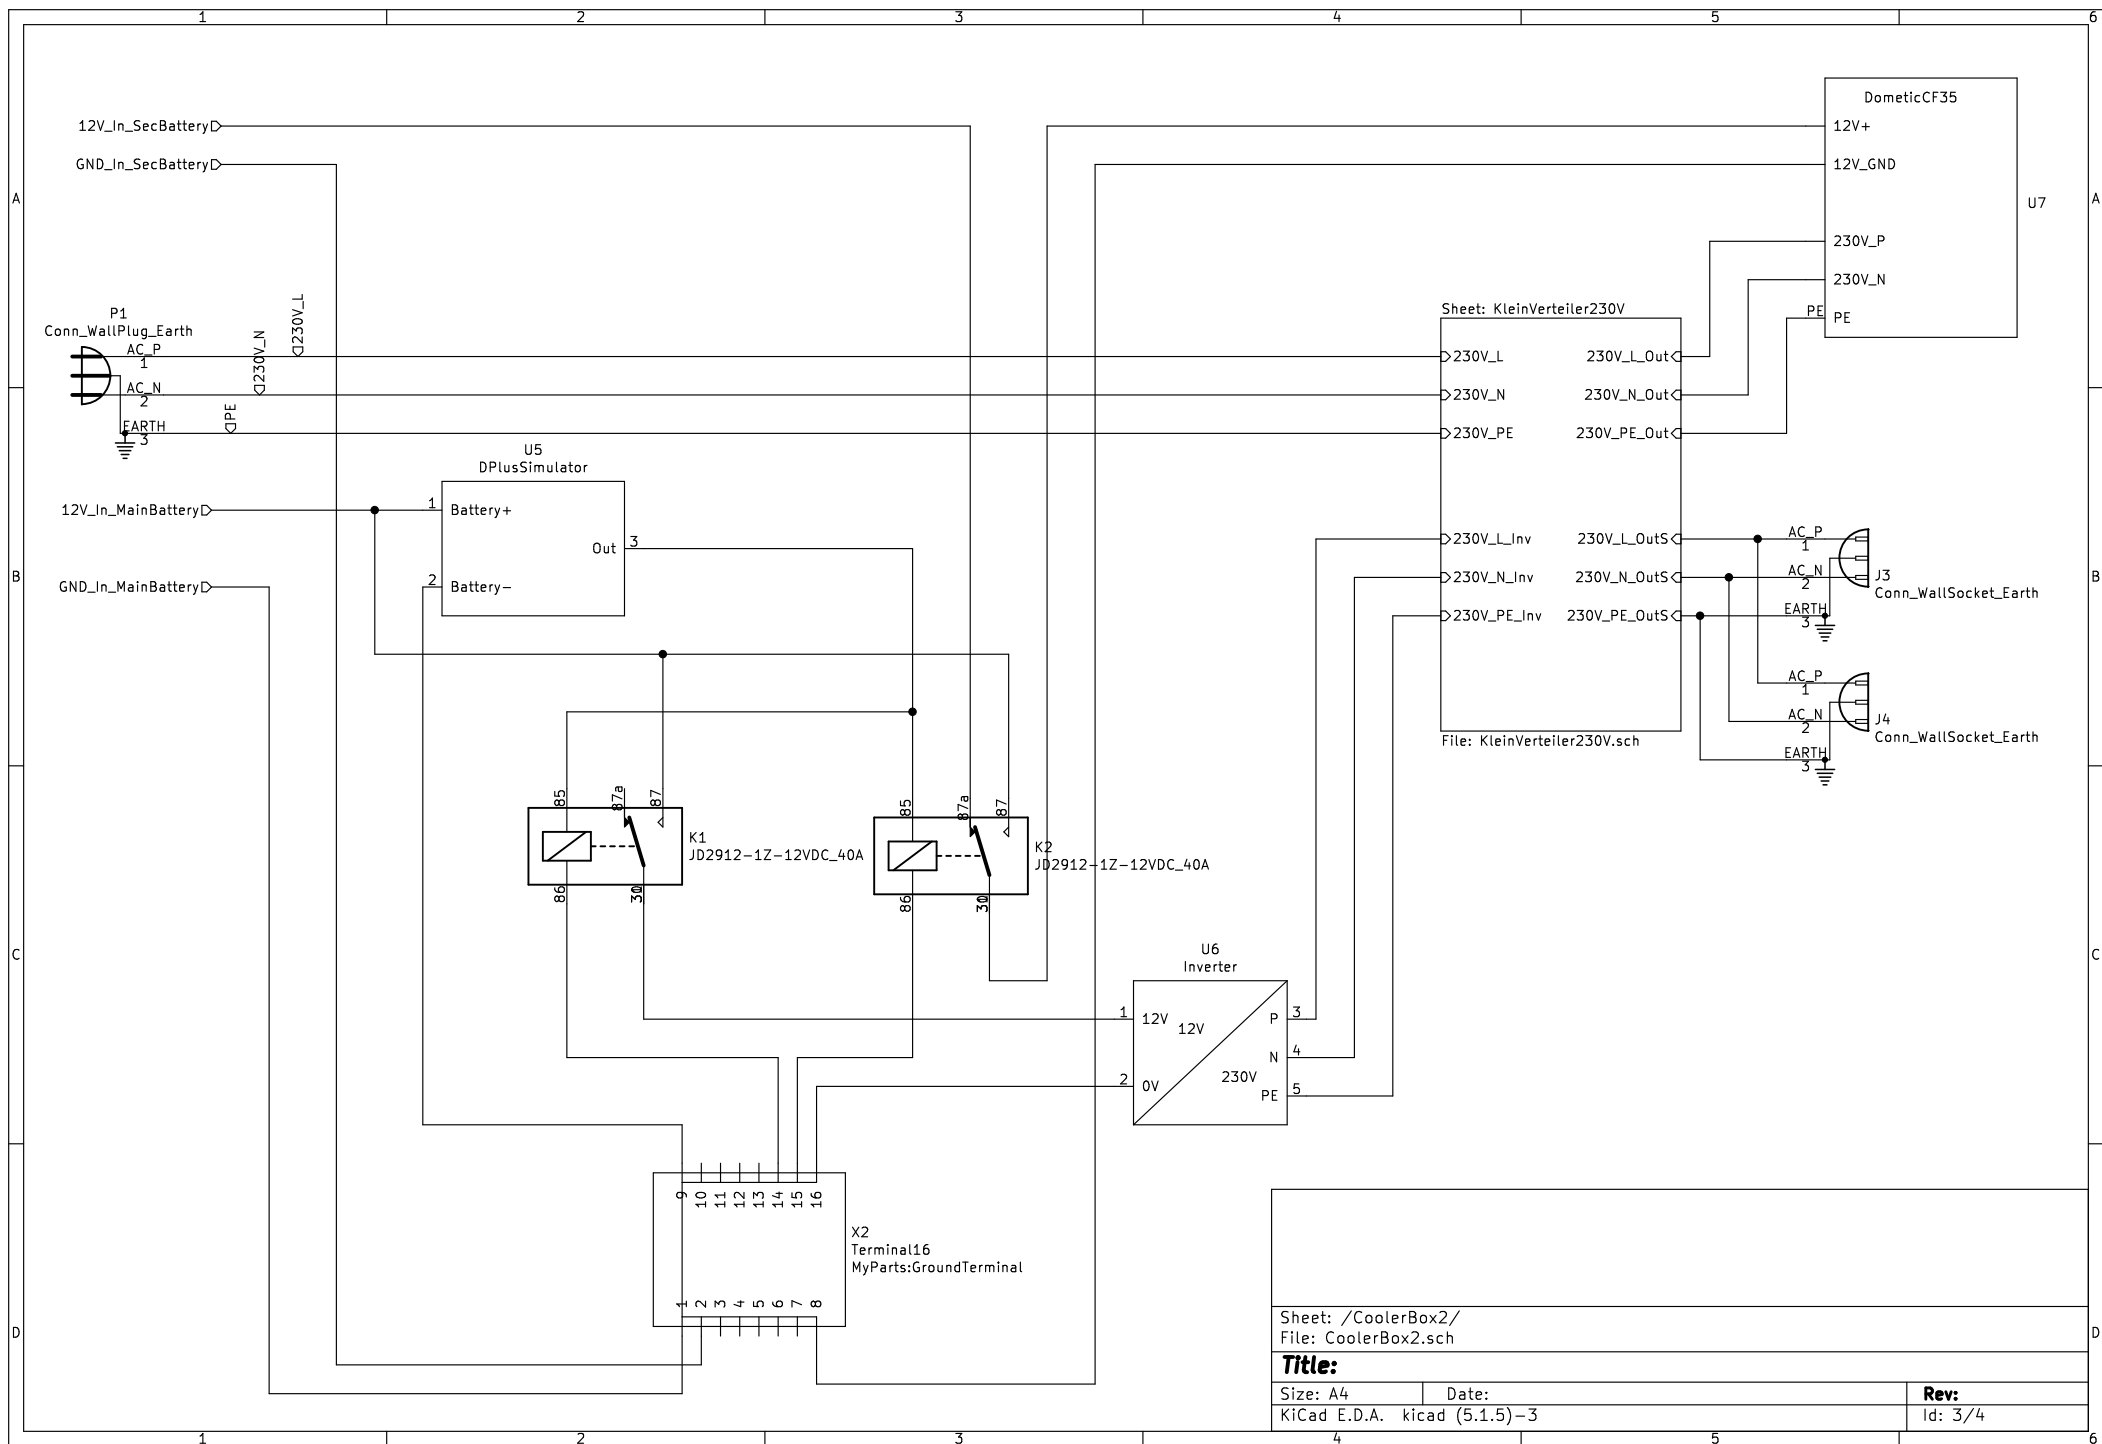 1 2 3 4 5 6
A A
B B
C C
D D
1 2 3 4 5 6
12V_In_SecBattery
GND_In_SecBattery
P1
Conn_WallPlug_Earth
AC_P
1
AC_N
2
EARTH
3
230V_L
230V_N
PE
12V_In_MainBattery
GND_In_MainBattery
U5
DPlusSimulator
1 Battery+
Out 3
2 Battery-
85
87a
87
86
30
K1
JD2912-1Z-12VDC_40A
85
87a
87
86
30
K2
JD2912-1Z-12VDC_40A
U6
Inverter
1 12V
12V
2 0V
230V
P 3
N 4
PE 5
9 10 11 12 13 14 15 16
1 2 3 4 5 6 7 8
X2
Terminal16
MyParts:GroundTerminal
Sheet: KleinVerteiler230V
230V_L 230V_L_Out
230V_N 230V_N_Out
230V_PE 230V_PE_Out
230V_L_Inv 230V_L_OutS
230V_N_Inv 230V_N_OutS
230V_PE_Inv 230V_PE_OutS
File: KleinVerteiler230V.sch
DometicCF35
12V+
12V_GND
230V_P
230V_N
PE PE
U7
AC_P
1
AC_N
2
EARTH
3
J3
Conn_WallSocket_Earth
AC_P
1
AC_N
2
EARTH
3
J4
Conn_WallSocket_Earth
Sheet: /CoolerBox2/
File: CoolerBox2.sch
Title:
Size: A4 Date: Rev:
KiCad E.D.A. kicad (5.1.5)-3 Id: 3/4